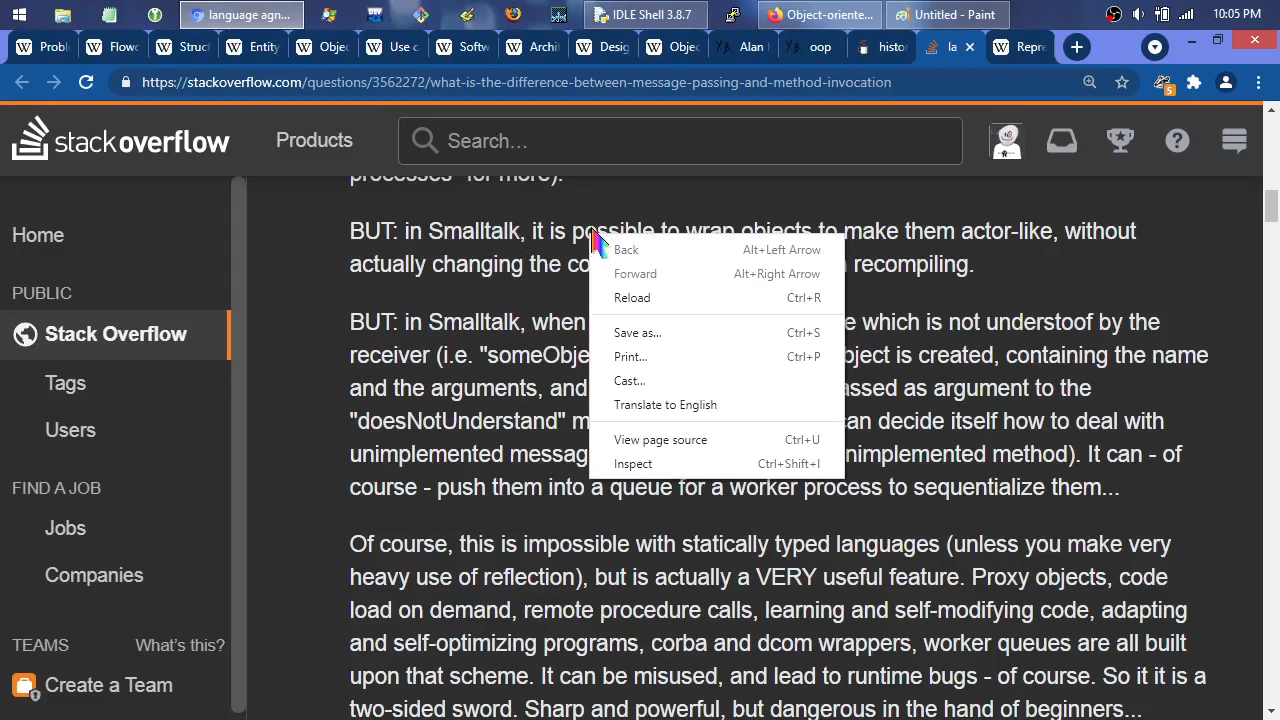 language agn...
IDLE Shell 3.8.7
Object-oriente...
Untitled - Paint
10:05 PM
Probl
Flow
Struct
Entity
Objec
Use c
Softw
Archi
Desig
Objec
Alan
oop
histor
la
Repre
https://stackoverflow.com/questions/3562272/what-is-the-difference-between-message-passing-and-method-invocation
5
stackoverflow
Products
Search...
Home
PUBLIC
Stack Overflow
Tags
Users
FIND A JOB
Jobs
Companies
TEAMS
What's this?
Create a Team
processes" for more).
BUT: in Smalltalk, it is possible to wrap objects to make them actor-like, without
actually changing the co recompiling.
BUT: in Smalltalk, when which is not understoof by the
receiver (i.e. "someObje bject is created, containing the name
and the arguments, and assed as argument to the
"doesNotUnderstand" m can decide itself how to deal with
unimplemented messag nimplemented method). It can - of
course - push them into a queue for a worker process to sequentialize them...
Of course, this is impossible with statically typed languages (unless you make very
heavy use of reflection), but is actually a VERY useful feature. Proxy objects, code
load on demand, remote procedure calls, learning and self-modifying code, adapting
and self-optimizing programs, corba and dcom wrappers, worker queues are all built
upon that scheme. It can be misused, and lead to runtime bugs - of course. So it it is a
two-sided sword. Sharp and powerful, but dangerous in the hand of beginners...
Back Alt+Left Arrow
Forward Alt+Right Arrow
Reload Ctrl+R
Save as... Ctrl+S
Print... Ctrl+P
Cast...
Translate to English
View page source Ctrl+U
Inspect Ctrl+Shift+I